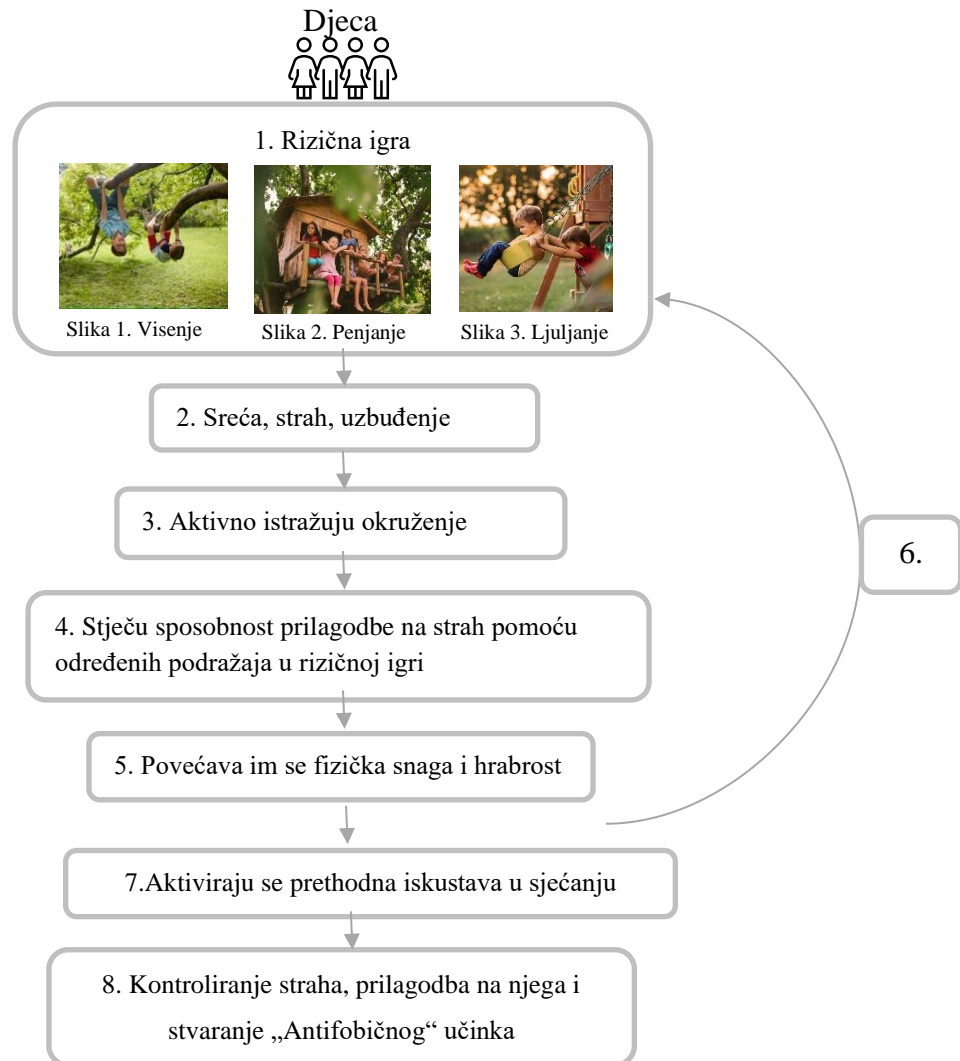 Djeca
1. Rizična igra
Slika 1. Visenje
Slika 2. Penjanje
Slika 3. Ljuljanje
2. Sreća, strah, uzbuđenje
3. Aktivno istražuju okruženje
6.
4. Stječu sposobnost prilagodbe na strah pomoću
određenih podražaja u rizičnoj igri
5. Povećava im se fizička snaga i hrabrost
7.Aktiviraju se prethodna iskustava u sjećanju
8. Kontroliranje straha, prilagodba na njega i
stvaranje „Antifobičnog“ učinka